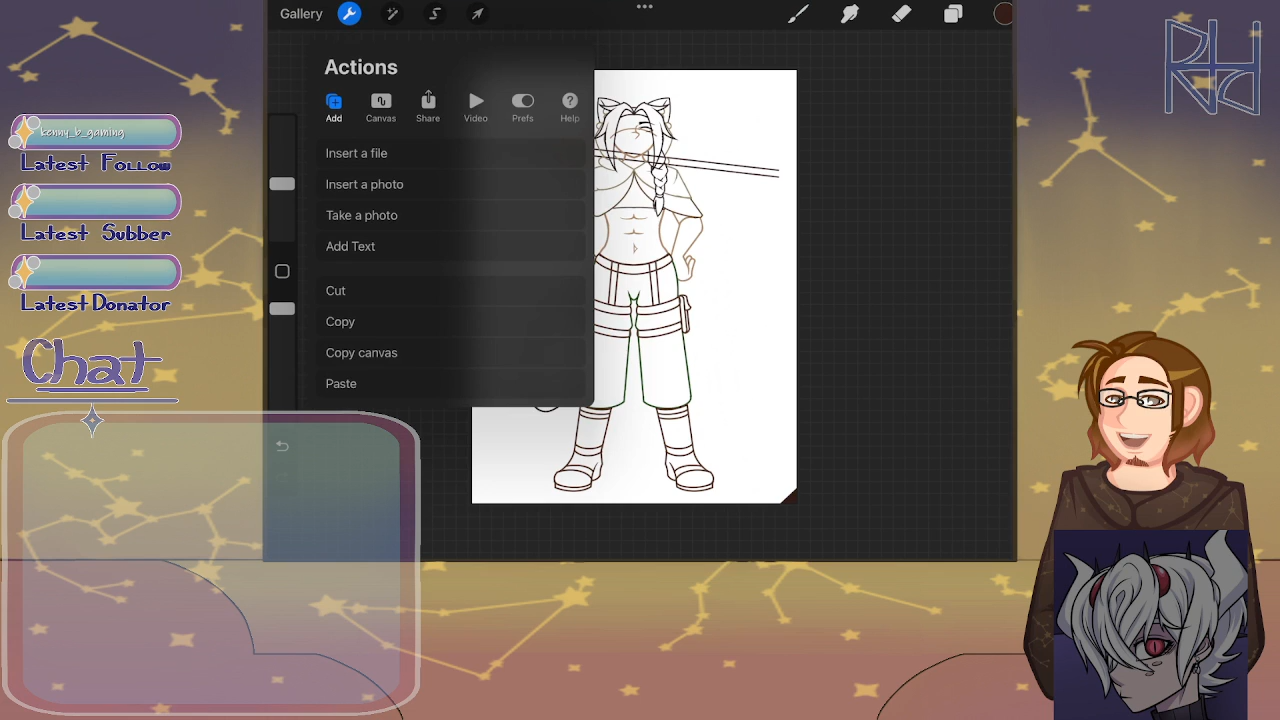 Gallery
Actions
Add Canvas Share Video Prefs Help
Insert a file
Insert a photo
Take a photo
Add Text
Cut
Copy
Copy canvas
Paste
kenny_b_gaming
Latest Follow
Latest Subber
Latest Donator
Chat